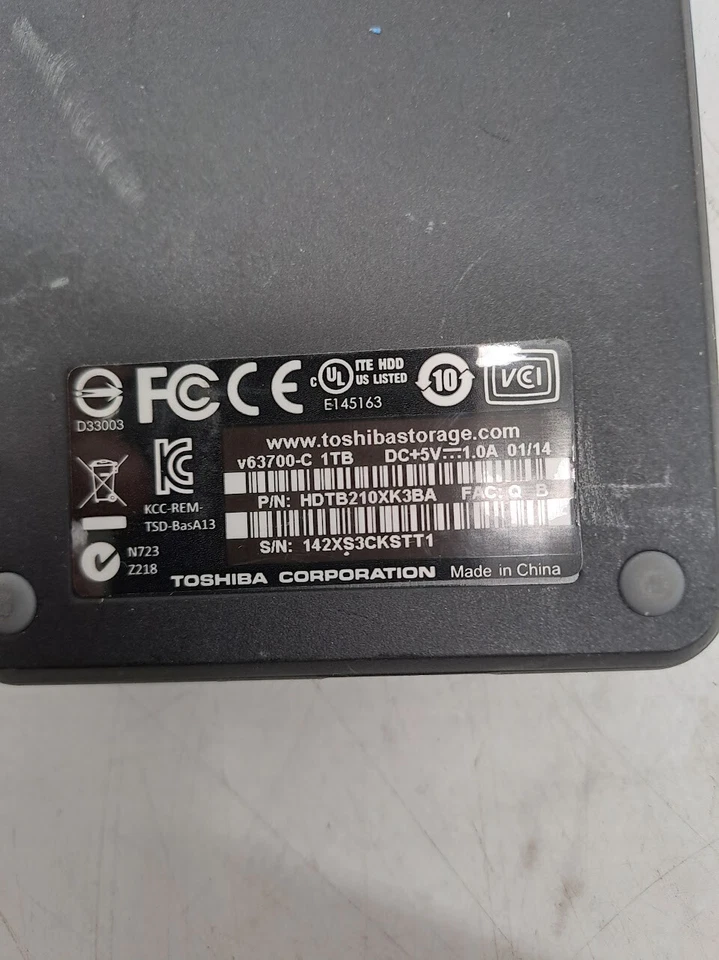 D33003
FC CE
c UL US LISTED ITE HDD
E145163
10
VCI
www.toshibastorage.com
v63700-C 1TB DC+5V⎓1.0A 01/14
P/N: HDTB210XK3BA FAC: Q B
S/N: 142XS3CKSTT1
KCC-REM-
TSD-BasA13
N723
Z218
TOSHIBA CORPORATION Made in China